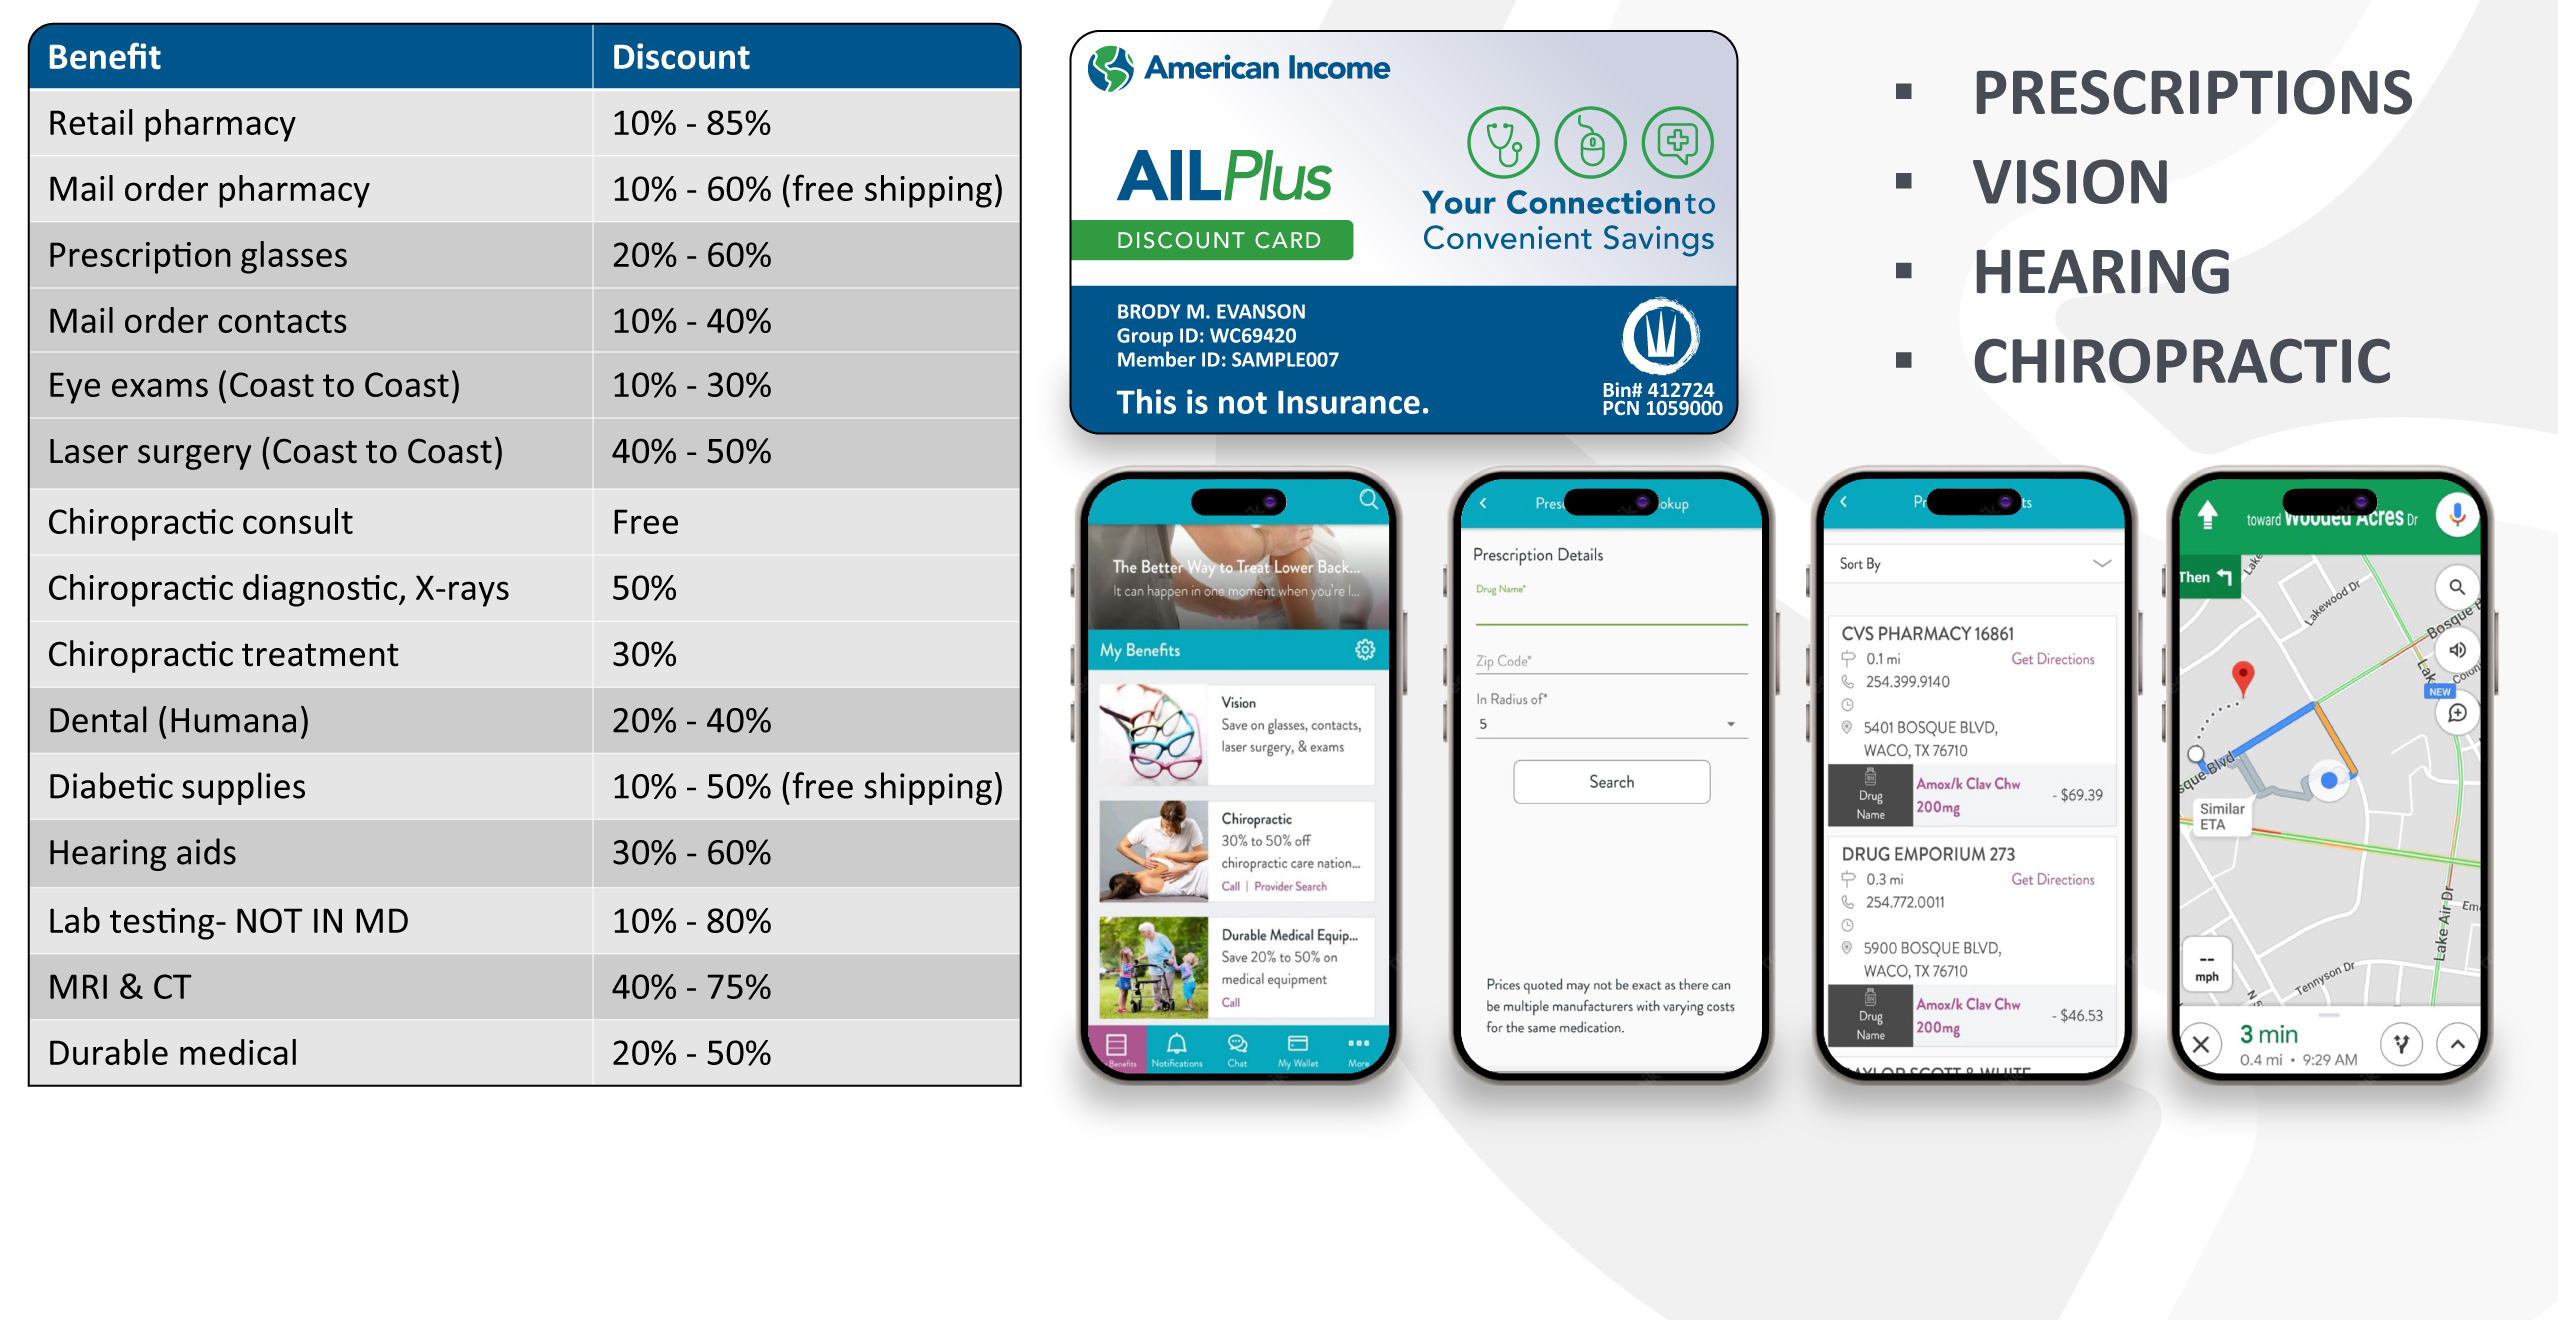 Benefit Discount
Retail pharmacy 10% - 85%
Mail order pharmacy 10% - 60% (free shipping)
Prescription glasses 20% - 60%
Mail order contacts 10% - 40%
Eye exams (Coast to Coast) 10% - 30%
Laser surgery (Coast to Coast) 40% - 50%
Chiropractic consult Free
Chiropractic diagnostic, X-rays 50%
Chiropractic treatment 30%
Dental (Humana) 20% - 40%
Diabetic supplies 10% - 50% (free shipping)
Hearing aids 30% - 60%
Lab testing- NOT IN MD 10% - 80%
MRI & CT 40% - 75%
Durable medical 20% - 50%
American Income
AILPlus
DISCOUNT CARD
Your Connection to
Convenient Savings
BRODY M. EVANSON
Group ID: WC69420
Member ID: SAMPLE007
This is not Insurance.
Bin# 412724
PCN 1059000
▪ PRESCRIPTIONS
▪ VISION
▪ HEARING
▪ CHIROPRACTIC
The Better Way to Treat Lower Back...
It can happen in one moment when you're l...
My Benefits
Vision
Save on glasses, contacts,
laser surgery, & exams
Chiropractic
30% to 50% off
chiropractic care nation...
Call | Provider Search
Durable Medical Equip...
Save 20% to 50% on
medical equipment
Call
Benefits Notifications Chat My Wallet More
Prescription Details
Drug Name*
Zip Code*
In Radius of*
5
Search
Prices quoted may not be exact as there can
be multiple manufacturers with varying costs
for the same medication.
Sort By
CVS PHARMACY 16861
0.1 mi Get Directions
254.399.9140
5401 BOSQUE BLVD,
WACO, TX 76710
Drug
Name
Amox/k Clav Chw
200mg
- $69.39
DRUG EMPORIUM 273
0.3 mi Get Directions
254.772.0011
5900 BOSQUE BLVD,
WACO, TX 76710
Drug
Name
Amox/k Clav Chw
200mg
- $46.53
toward Wooded Acres Dr
Then
Lakewood Dr
Bosque
NEW
Similar
ETA
Lake Air Dr
Tennyson Dr
--
mph
3 min
0.4 mi • 9:29 AM